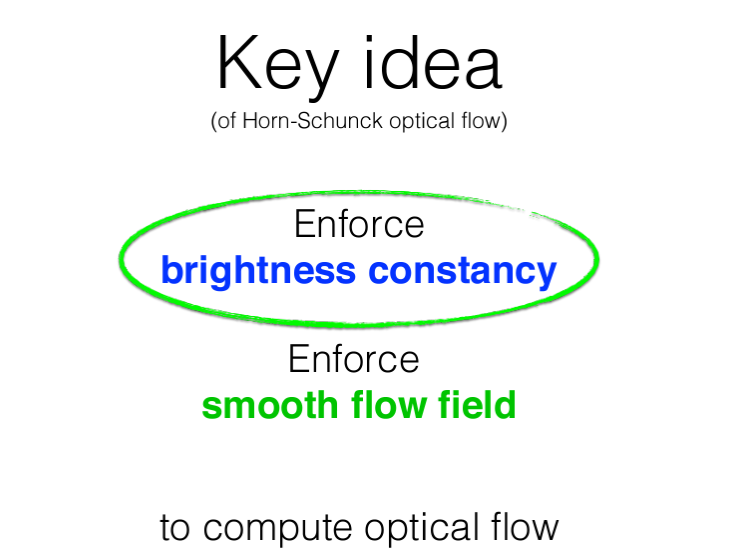 Key idea
(of Horn-Schunck optical flow)
Enforce
brightness constancy
Enforce
smooth flow field
to compute optical flow